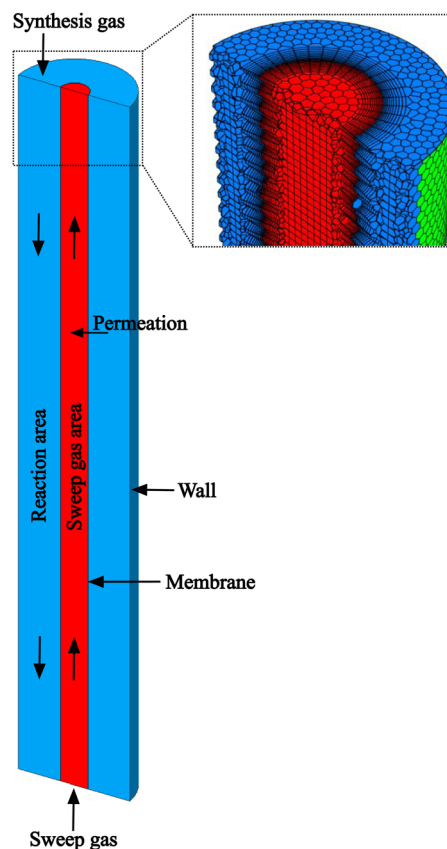 Synthesis gas
Permeation
Reaction area
Sweep gas area
Wall
Membrane
Sweep gas